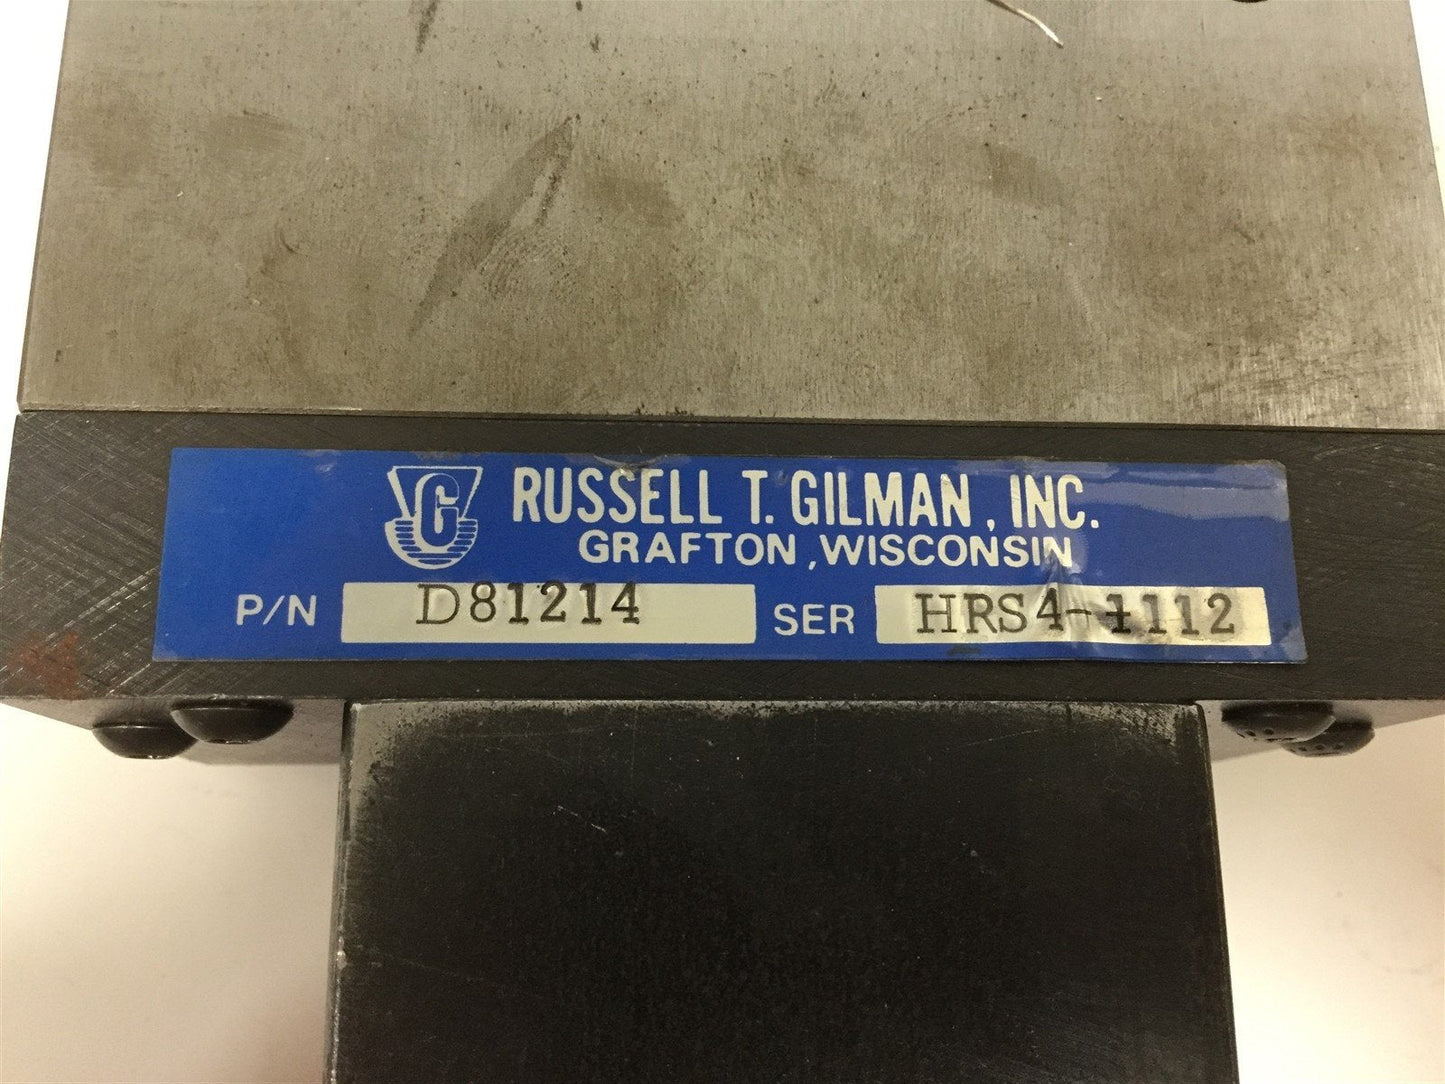 G RUSSELL T. GILMAN, INC.
GRAFTON, WISCONSIN
P/N D81214 SER HRS4-1112